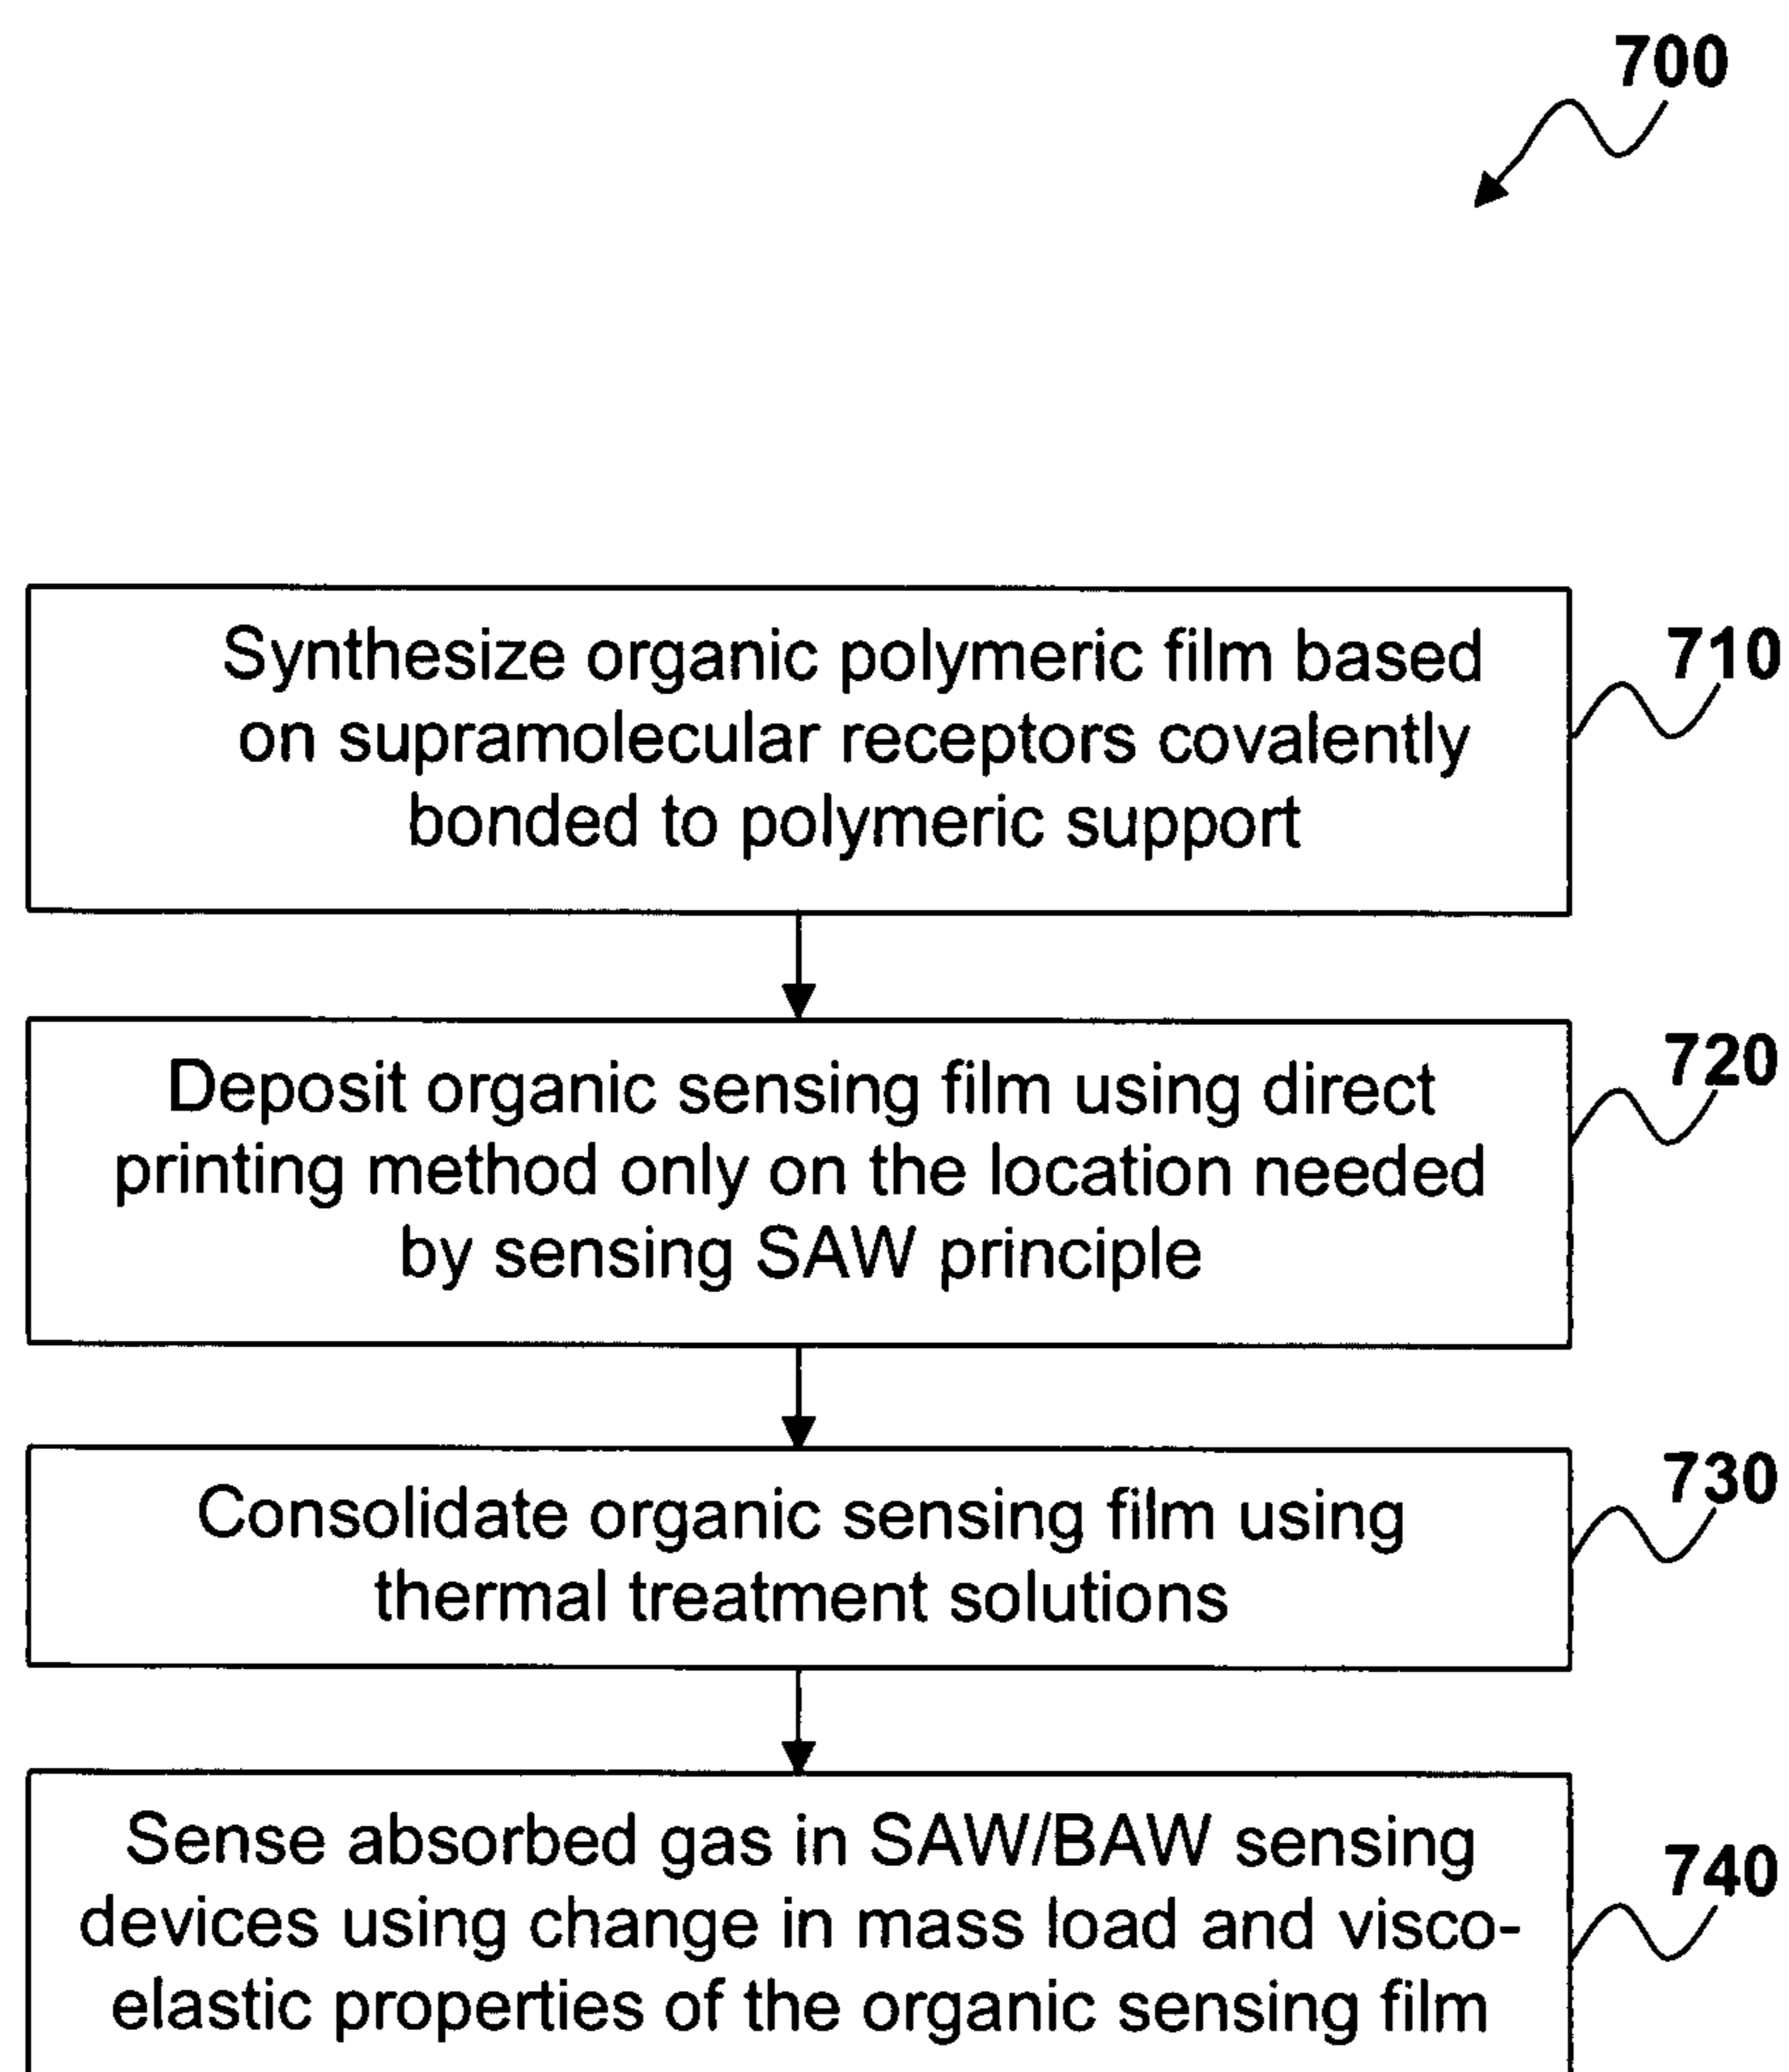 700
Synthesize organic polymeric film based
on supramolecular receptors covalently
bonded to polymeric support
710
Deposit organic sensing film using direct
printing method only on the location needed
by sensing SAW principle
720
Consolidate organic sensing film using
thermal treatment solutions
730
Sense absorbed gas in SAW/BAW sensing
devices using change in mass load and visco-
elastic properties of the organic sensing film
740